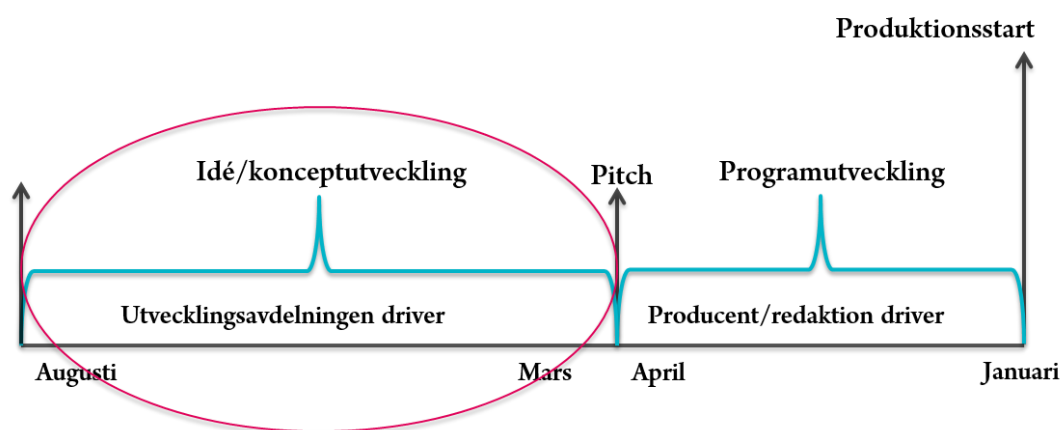 Produktionsstart
Idé/konceptutveckling
Pitch
Programutveckling
Utvecklingsavdelningen driver
Producent/redaktion driver
Augusti
Mars
April
Januari